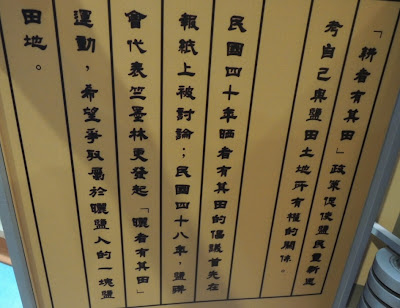 「耕者有其田」政策促使鹽民重新思
考自己與鹽田土地所有權的關係。
民國四十年晒者有其田的倡議首先在
報紙上被討論;民國四十八年,鹽
會代表竺墨林更發起「曬者有其田」
運動,希望爭取屬於曬鹽人的一塊鹽
田地。